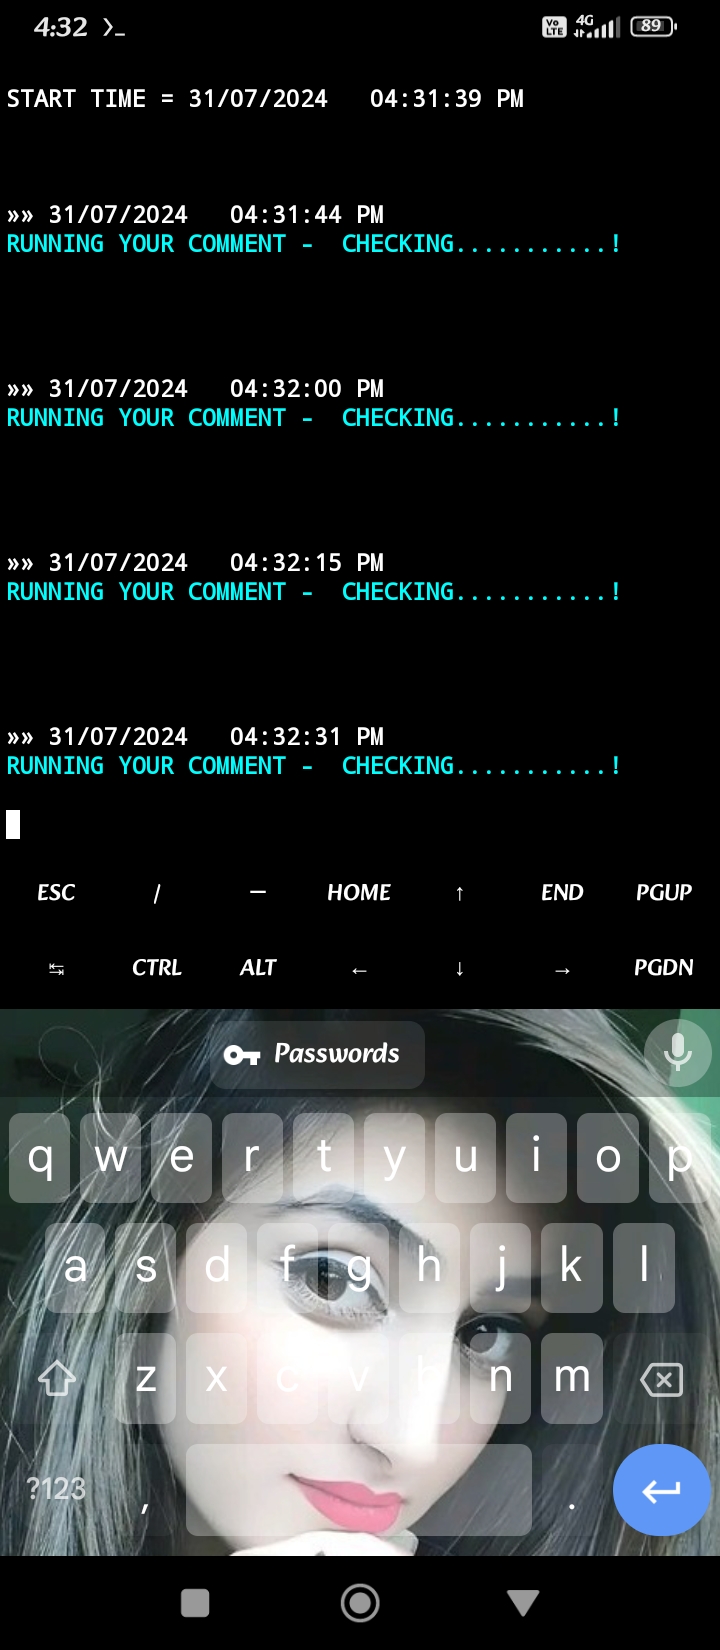 4:32 >_ Vo LTE 4G 89
START TIME = 31/07/2024   04:31:39 PM
»» 31/07/2024   04:31:44 PM
RUNNING YOUR COMMENT -  CHECKING...........!
»» 31/07/2024   04:32:00 PM
RUNNING YOUR COMMENT -  CHECKING...........!
»» 31/07/2024   04:32:15 PM
RUNNING YOUR COMMENT -  CHECKING...........!
»» 31/07/2024   04:32:31 PM
RUNNING YOUR COMMENT -  CHECKING...........!
ESC / — HOME ↑ END PGUP
↹ CTRL ALT ← ↓ → PGDN
Passwords
q w e r t y u i o p
a s d f g h j k l
z x c v b n m
?123 , .